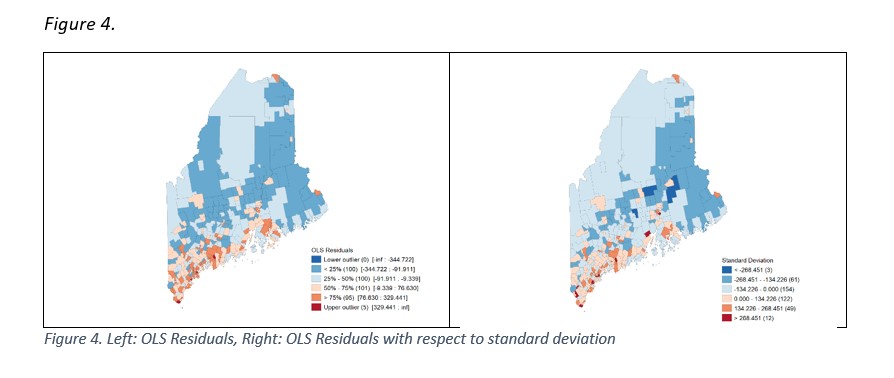 Figure 4.
OLS Residuals
Lower outlier (0) [-inf : -344.722]
< 25% (100) [-344.722 : -91.911]
25% - 50% (100) [-91.911 : -9.339]
50% - 75% (101) [-9.339 : 76.630]
> 75% (95) [76.630 : 329.441]
Upper outlier (5) [329.441 : inf]
Standard Deviation
< -268.451 (3)
-268.451 - -134.226 (61)
-134.226 - 0.000 (154)
0.000 - 134.226 (122)
134.226 - 268.451 (49)
> 268.451 (12)
Figure 4. Left: OLS Residuals, Right: OLS Residuals with respect to standard deviation